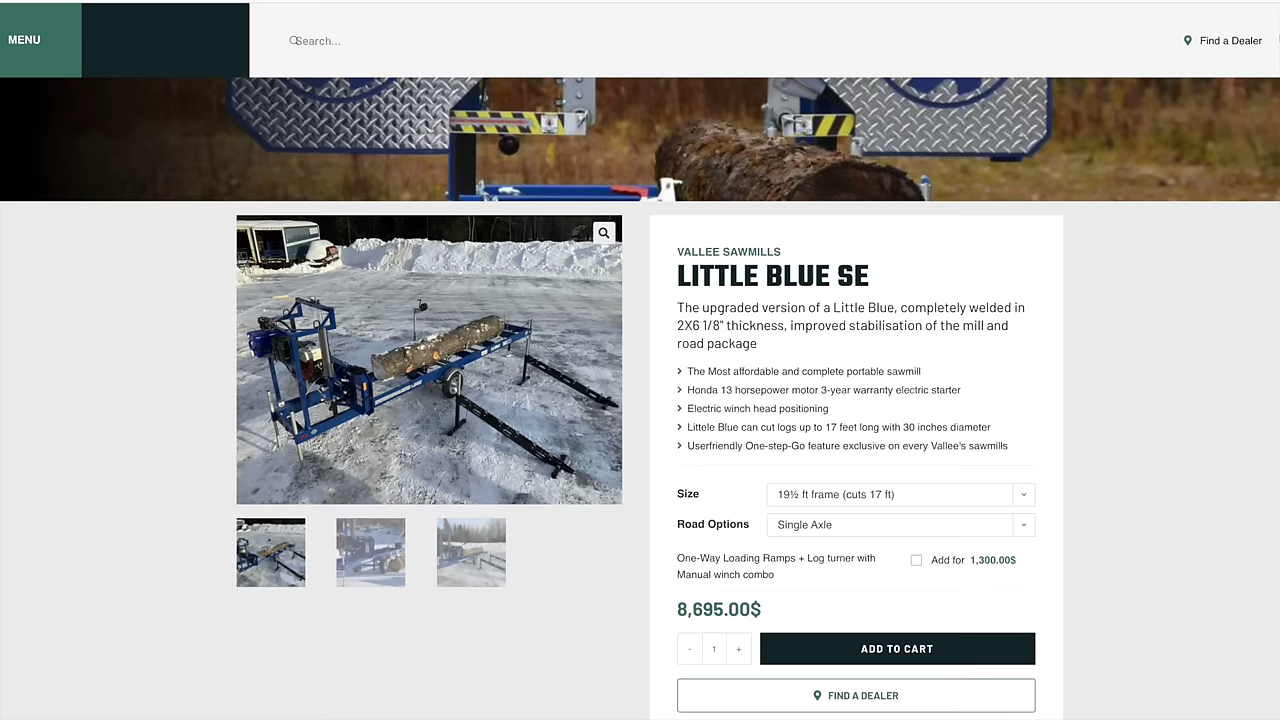 MENU
Search...
Find a Dealer
VALLEE SAWMILLS
LITTLE BLUE SE
The upgraded version of a Little Blue, completely welded in
2X6 1/8" thickness, improved stabilisation of the mill and
road package
The Most affordable and complete portable sawmill
Honda 13 horsepower motor 3-year warranty electric starter
Electric winch head positioning
Littele Blue can cut logs up to 17 feet long with 30 inches diameter
Userfriendly One-step-Go feature exclusive on every Vallee's sawmills
Size
19½ ft frame (cuts 17 ft)
Road Options
Single Axle
One-Way Loading Ramps + Log turner with
Manual winch combo
Add for 1,300.00$
8,695.00$
- 1 +
ADD TO CART
FIND A DEALER